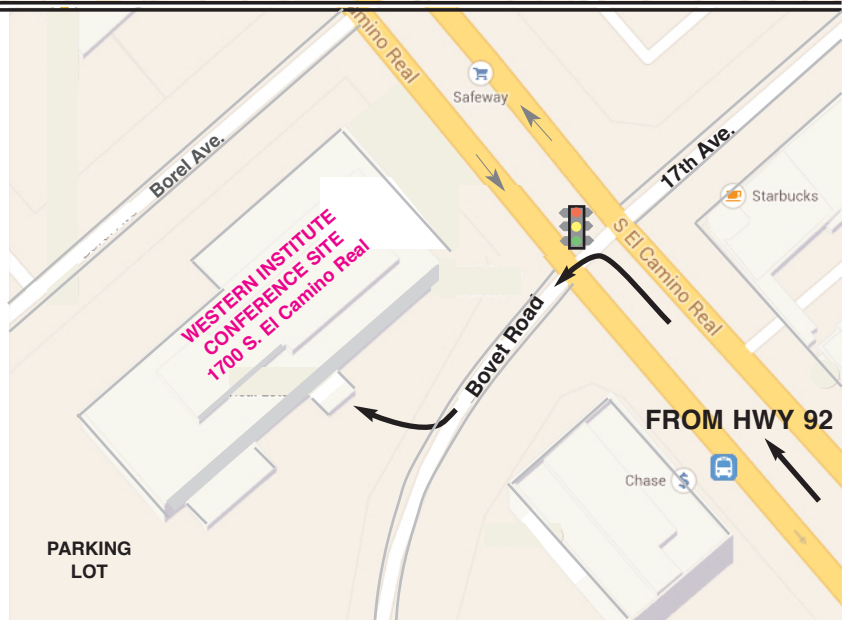 Camino Real
Safeway
Borel Ave.
17th Ave.
Starbucks
WESTERN INSTITUTE
CONFERENCE SITE
1700 S. El Camino Real
S El Camino Real
Bovet Road
FROM HWY 92
Chase
PARKING
LOT